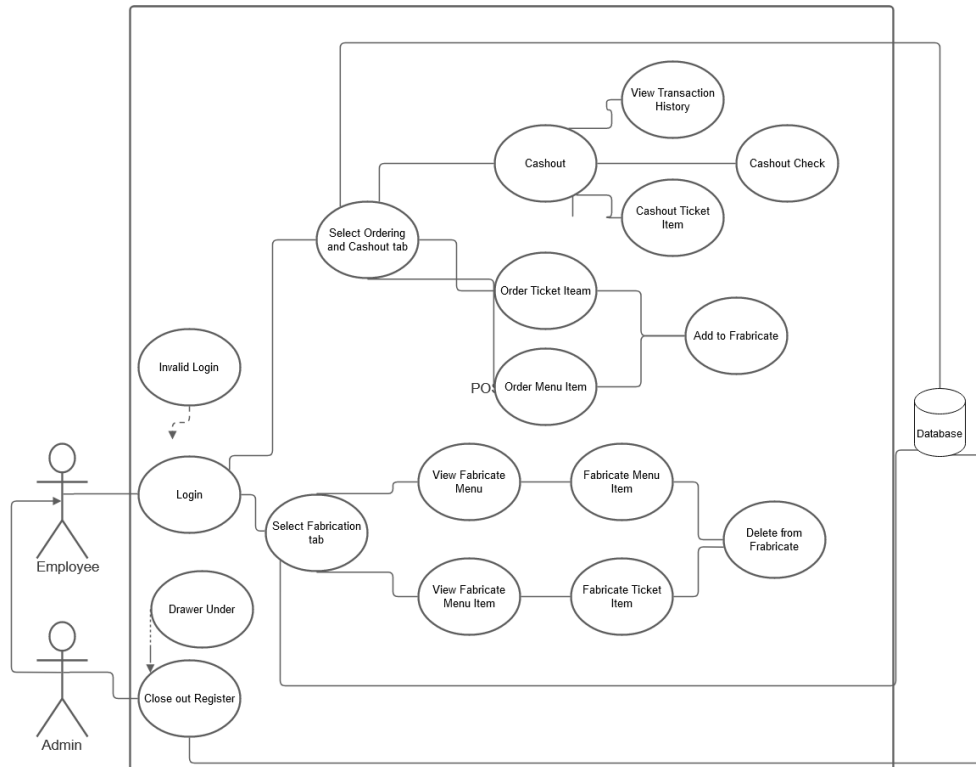 View Transaction
History
Cashout
Cashout Check
Cashout Ticket
Item
Select Ordering
and Cashout tab
Order Ticket Iteam
Add to Frabricate
Invalid Login
POS
Order Menu Item
Database
View Fabricate
Menu
Fabricate Menu
Item
Login
Select Fabrication
tab
Delete from
Frabricate
Employee
View Fabricate
Menu Item
Fabricate Ticket
Item
Drawer Under
Close out Register
Admin